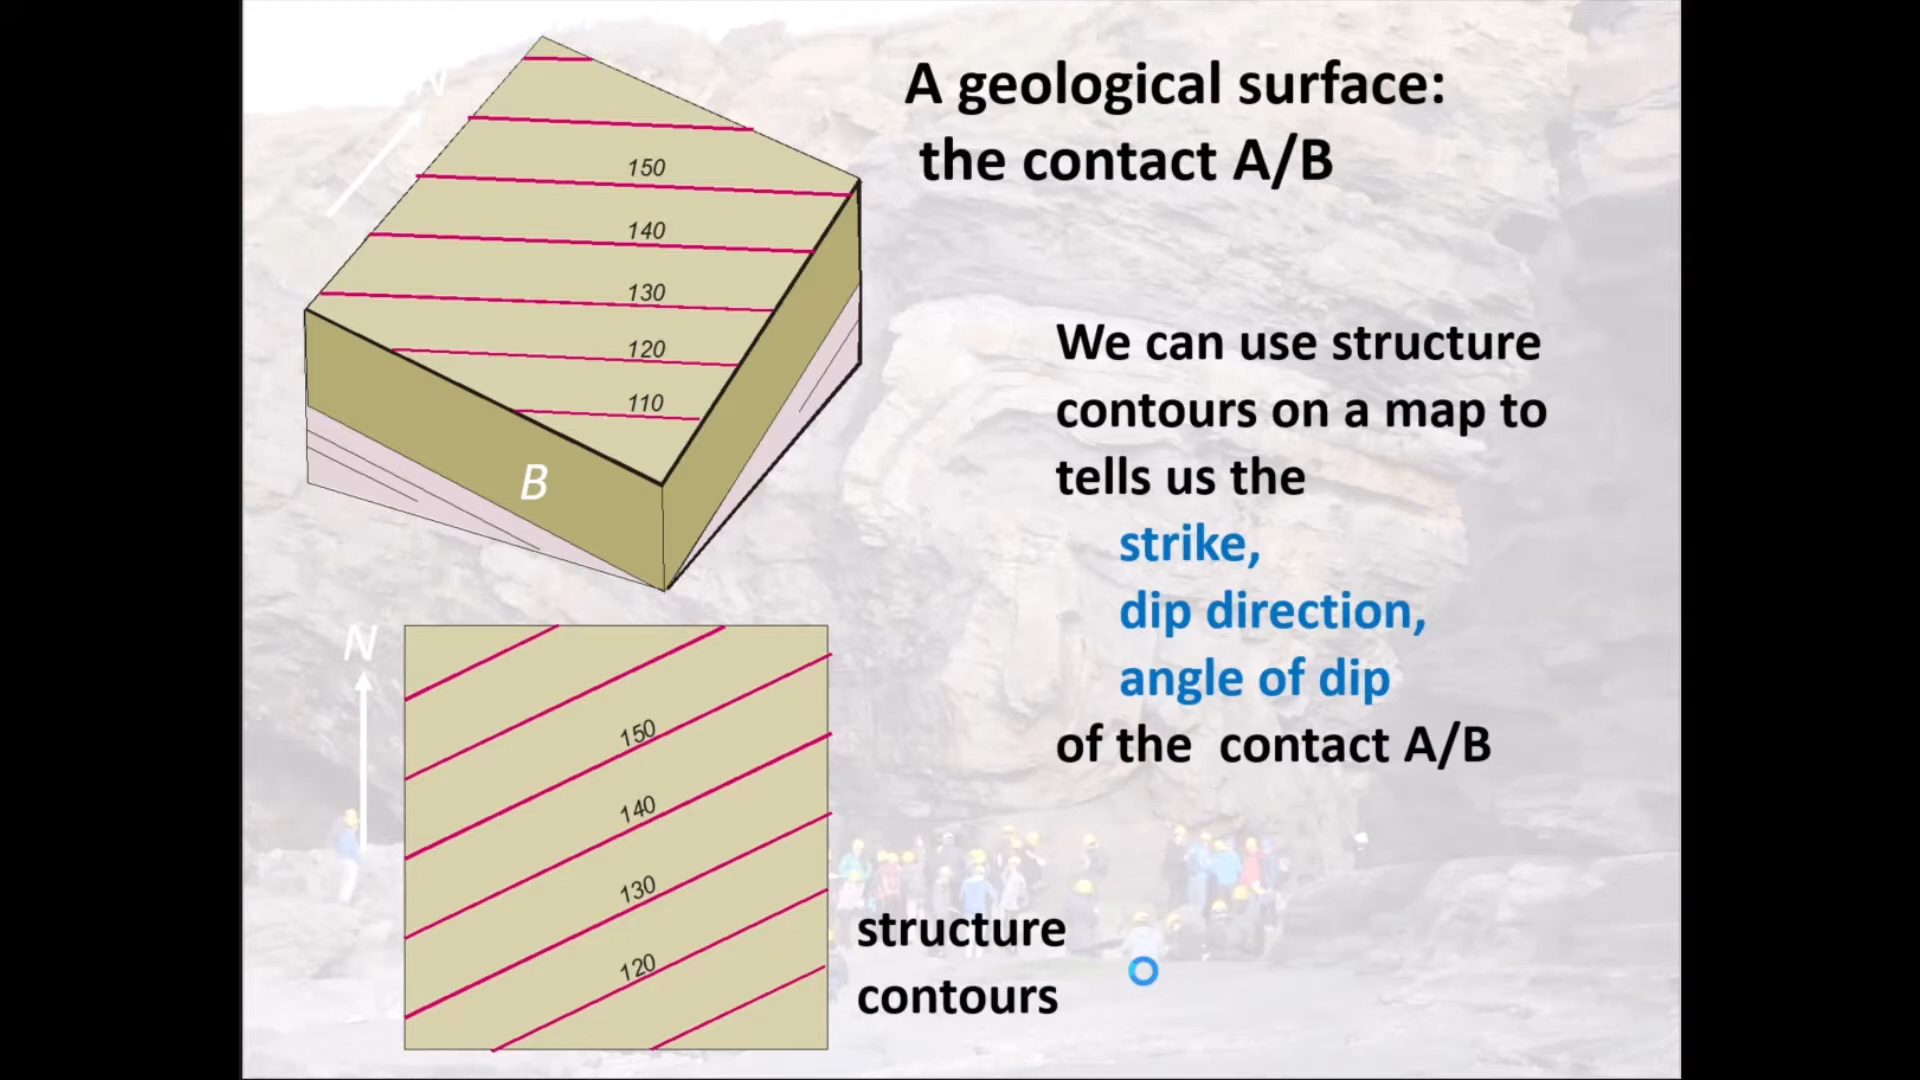 N
150
140
130
120
110
B
A geological surface:
the contact A/B
We can use structure
contours on a map to
tells us the
strike,
dip direction,
angle of dip
of the  contact A/B
N
150
140
130
120
structure
contours